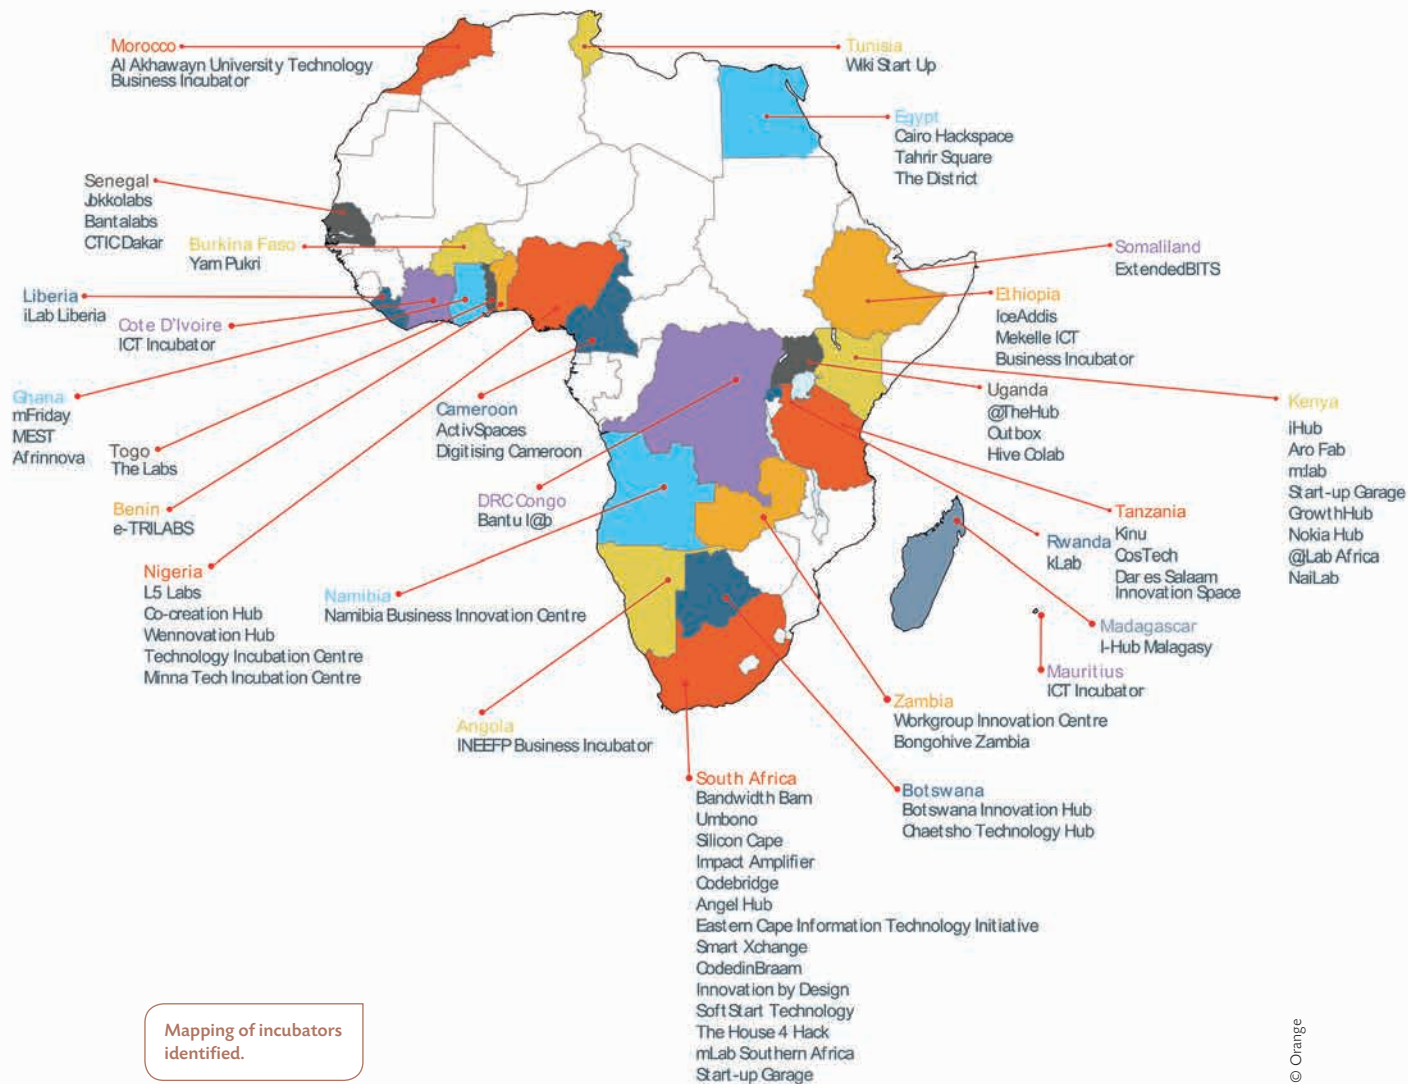 Morocco
Al Akhawayn University Technology
Business Incubator
Tunisia
Wiki Start Up
Egypt
Cairo Hackspace
Tahrir Square
The District
Senegal
Jokkolabs
Bantalabs
CTIC Dakar
Burkina Faso
Yam Pukri
Somaliland
ExtendedBITS
Liberia
iLab Liberia
Cote D'Ivoire
ICT Incubator
Ethiopia
IceAddis
Mekelle ICT
Business Incubator
Ghana
mFriday
MEST
Afrinnova
Togo
The Labs
Cameroon
ActivSpaces
Digitising Cameroon
Uganda
@TheHub
Outbox
Hive Colab
Kenya
iHub
Aro Fab
m:lab
Start-up Garage
GrowthHub
Nokia Hub
@iLab Africa
NaiLab
Benin
e-TRILABS
DRC Congo
Bantu l@b
Tanzania
Kinu
CosTech
Dar es Salaam
Innovation Space
Rwanda
kLab
Nigeria
L5 Labs
Co-creation Hub
Wennovation Hub
Technology Incubation Centre
Minna Tech Incubation Centre
Namibia
Namibia Business Innovation Centre
Madagascar
I-Hub Malagasy
Mauritius
ICT Incubator
Angola
INEEFP Business Incubator
Zambia
Workgroup Innovation Centre
Bongohive Zambia
South Africa
Bandwidth Barn
Umbono
Silicon Cape
Impact Amplifier
Codebridge
Angel Hub
Eastern Cape Information Technology Initiative
Smart Xchange
CodedinBraam
Innovation by Design
SoftStart Technology
The House 4 Hack
mLab Southern Africa
Start-up Garage
Botswana
Botswana Innovation Hub
Chaetsho Technology Hub
Mapping of incubators
identified.
© Orange